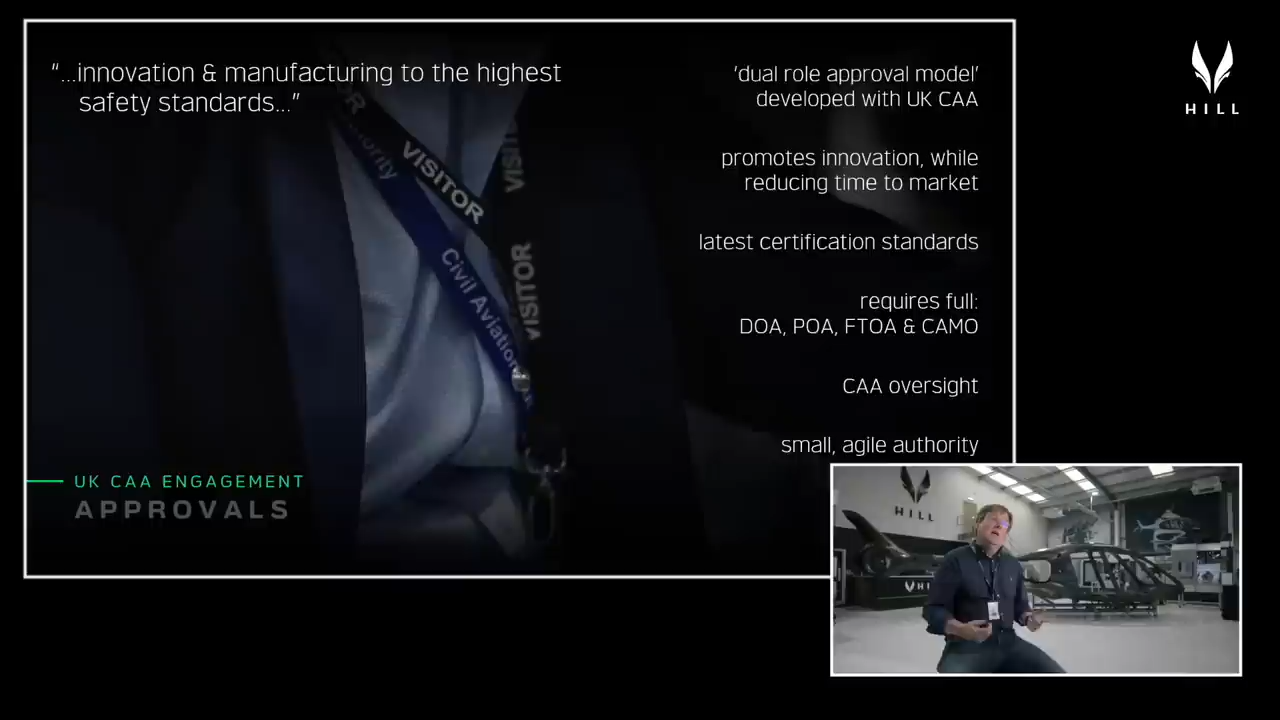 “...innovation & manufacturing to the highest
safety standards...”
'dual role approval model'
developed with UK CAA
promotes innovation, while
reducing time to market
latest certification standards
requires full:
DOA, POA, FTOA & CAMO
CAA oversight
small, agile authority
UK CAA ENGAGEMENT
APPROVALS
HILL
VISITOR
VISITOR
Civil Aviation
HILL